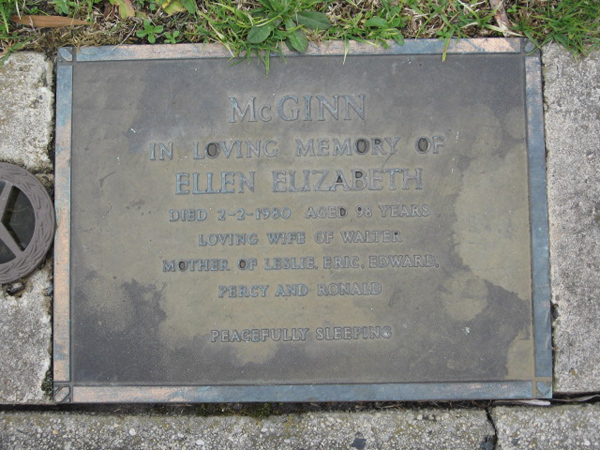 McGINN
IN LOVING MEMORY OF
ELLEN ELIZABETH
DIED 2-2-1980 AGED 98 YEARS
LOVING WIFE OF WALTER
MOTHER OF LESLIE, ERIC, EDWARD,
PERCY AND RONALD
PEACEFULLY SLEEPING